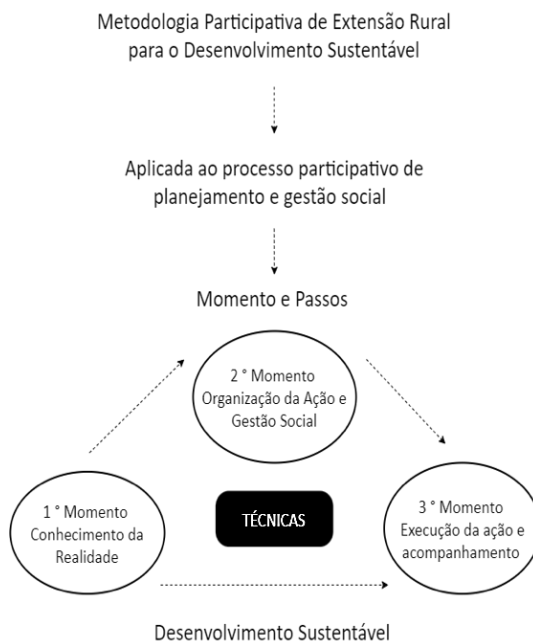 Metodologia Participativa de Extensão Rural
para o Desenvolvimento Sustentável
Aplicada ao processo participativo de
planejamento e gestão social
Momento e Passos
2 ° Momento
Organização da Ação e
Gestão Social
1 ° Momento
Conhecimento da
Realidade
TÉCNICAS
3 ° Momento
Execução da ação e
acompanhamento
Desenvolvimento Sustentável